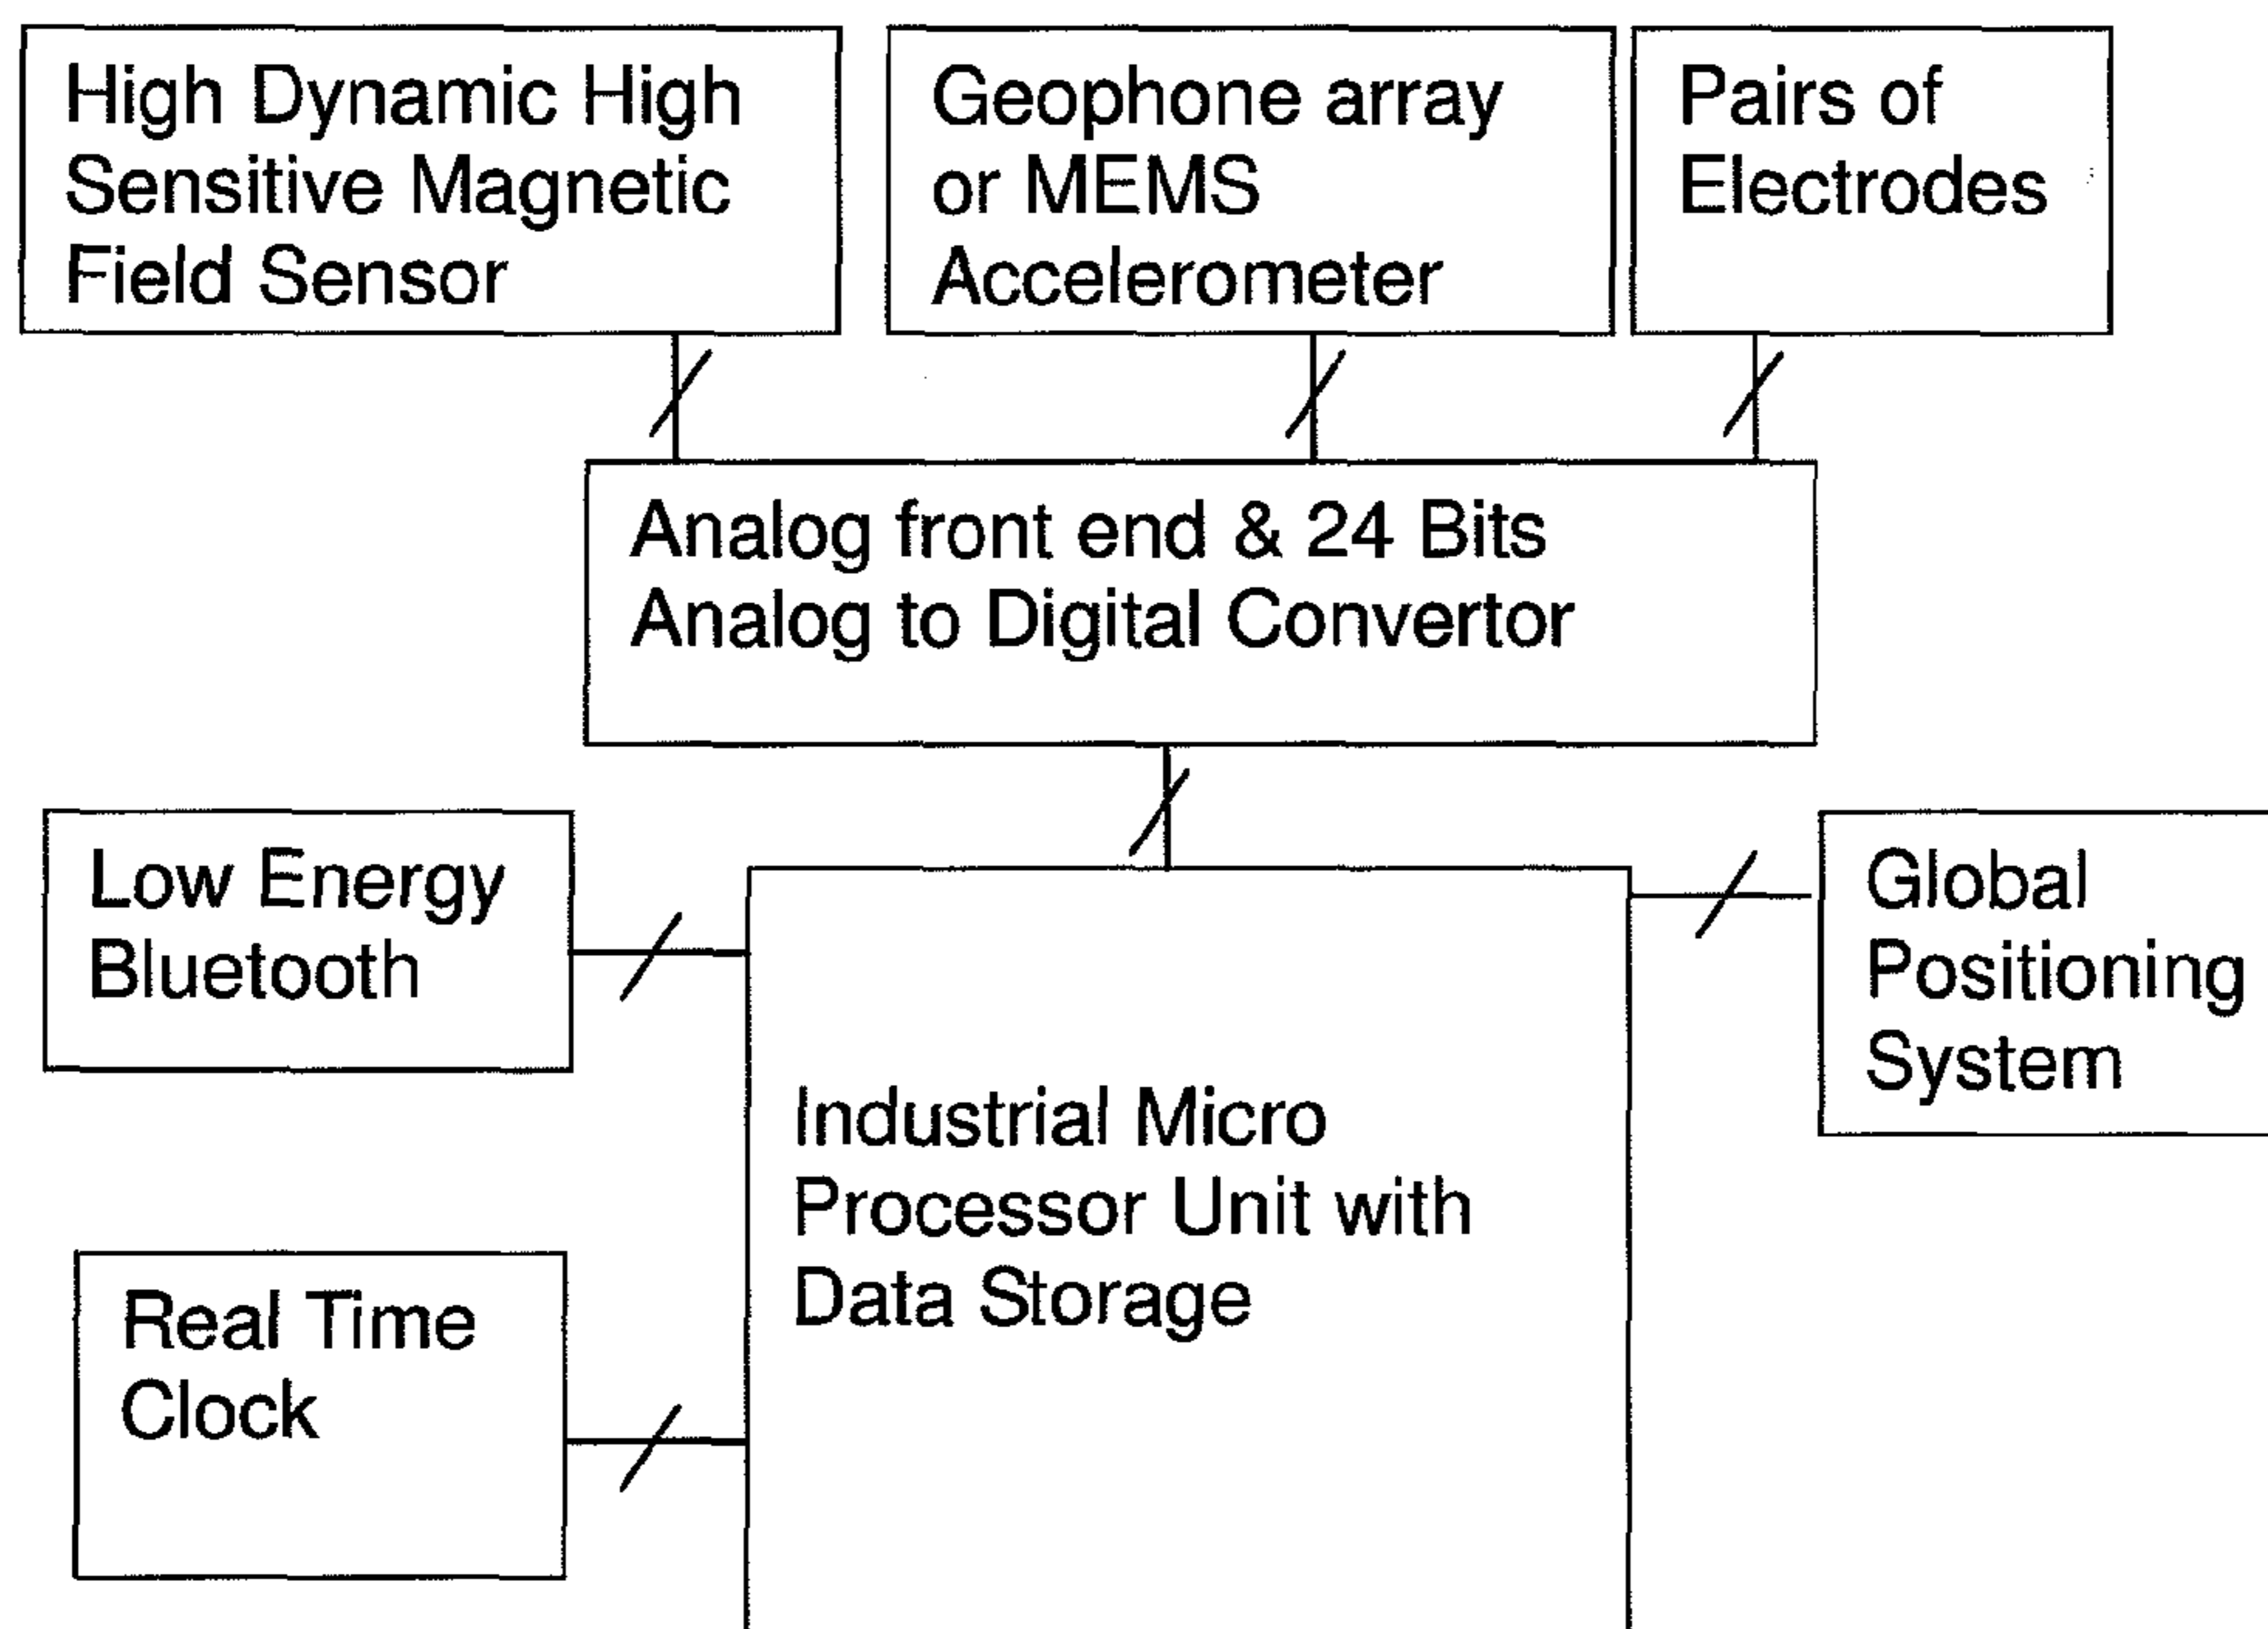 High Dynamic High
Sensitive Magnetic
Field Sensor
Geophone array
or MEMS
Accelerometer
Pairs of
Electrodes
Analog front end & 24 Bits
Analog to Digital Convertor
Low Energy
Bluetooth
Global
Positioning
System
Industrial Micro
Processor Unit with
Data Storage
Real Time
Clock